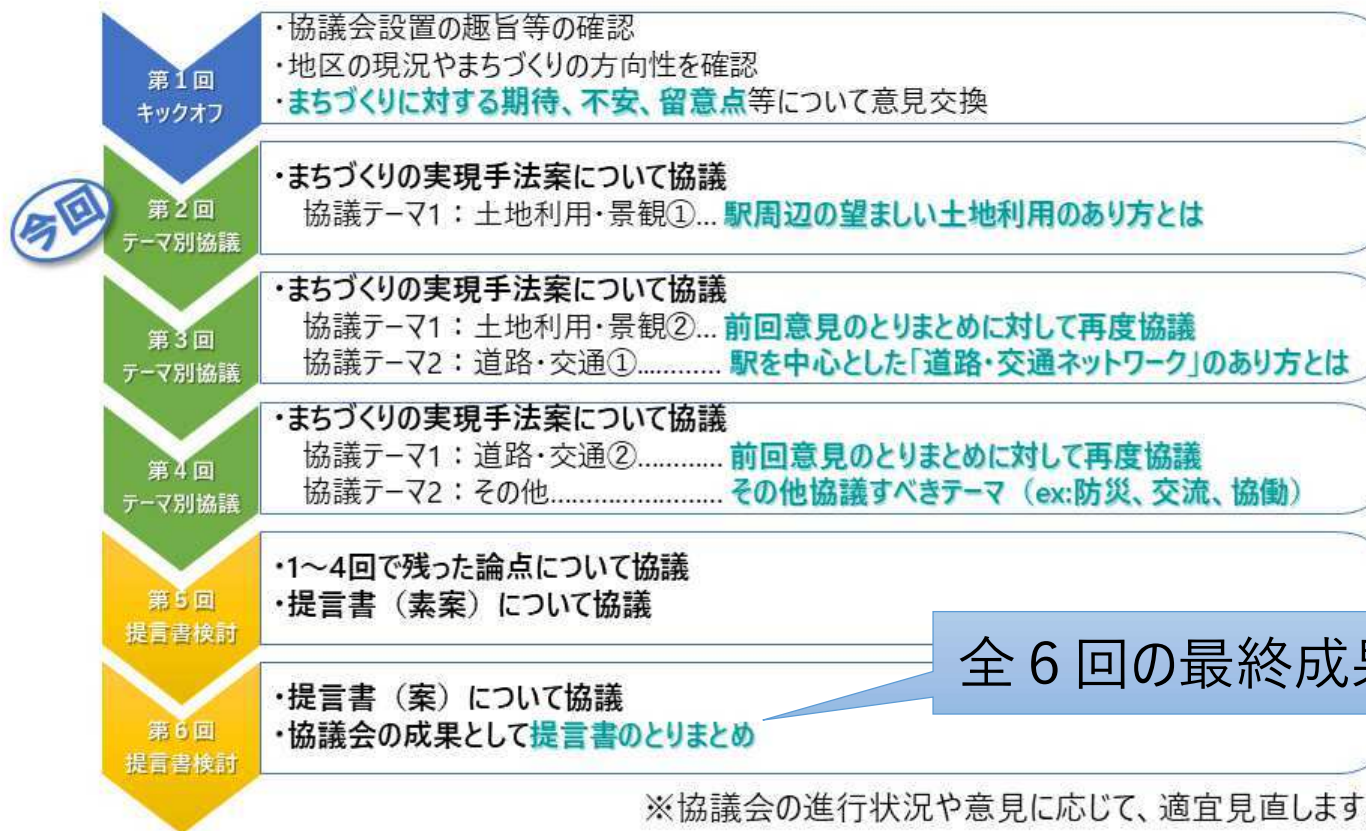 ・協議会設置の趣旨等の確認
・地区の現況やまちづくりの方向性を確認
・まちづくりに対する期待、不安、留意点等について意見交換
第1回
キックオフ
今回
・まちづくりの実現手法案について協議
協議テーマ1：土地利用・景観①... 駅周辺の望ましい土地利用のあり方とは
第2回
テーマ別協議
・まちづくりの実現手法案について協議
協議テーマ1：土地利用・景観②... 前回意見のとりまとめに対して再度協議
協議テーマ2：道路・交通①............ 駅を中心とした「道路・交通ネットワーク」のあり方とは
第3回
テーマ別協議
・まちづくりの実現手法案について協議
協議テーマ1：道路・交通②............ 前回意見のとりまとめに対して再度協議
協議テーマ2：その他........................ その他協議すべきテーマ（ex:防災、交流、協働）
第4回
テーマ別協議
・1～4回で残った論点について協議
・提言書（素案）について協議
第5回
提言書検討
全６回の最終成果
・提言書（案）について協議
・協議会の成果として提言書のとりまとめ
第6回
提言書検討
※協議会の進行状況や意見に応じて、適宜見直します